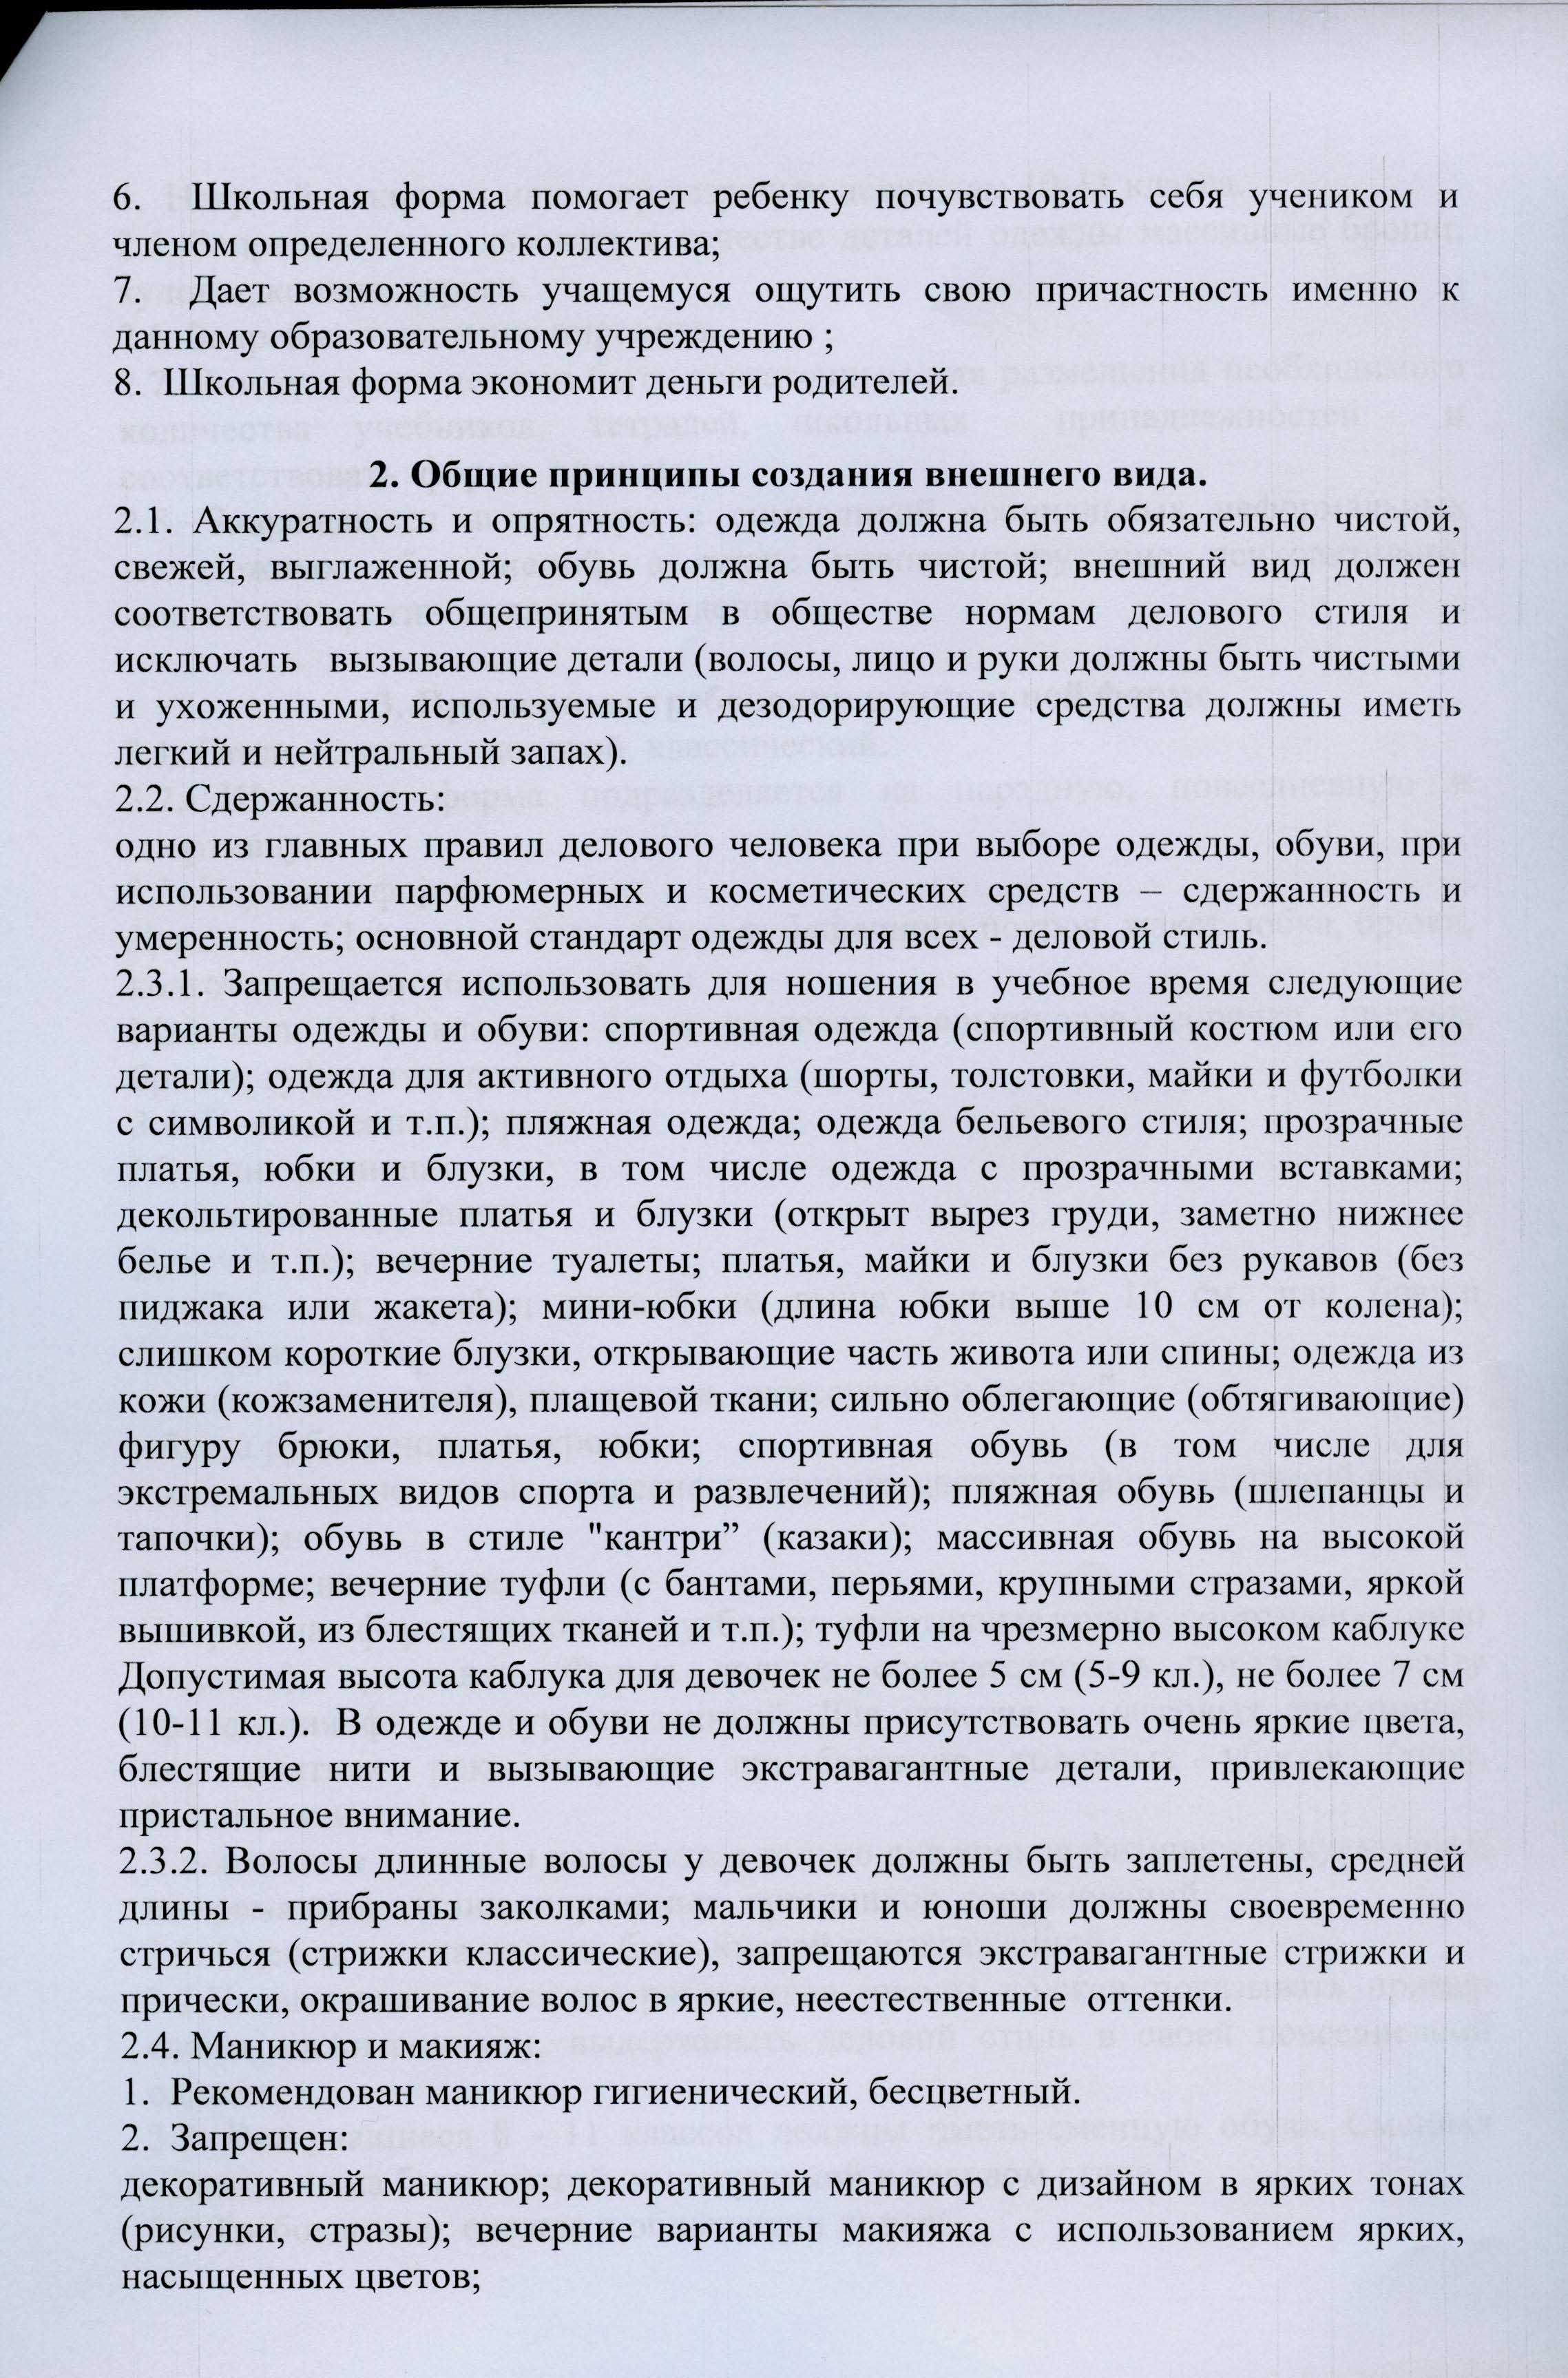 6. Школьная форма помогает ребенку почувствовать себя учеником и
членом определенного коллектива;
7. Дает возможность учащемуся ощутить свою причастность именно к
данному образовательному учреждению ;
8. Школьная форма экономит деньги родителей.
2. Общие принципы создания внешнего вида.
2.1. Аккуратность и опрятность: одежда должна быть обязательно чистой,
свежей, выглаженной; обувь должна быть чистой; внешний вид должен
соответствовать общепринятым в обществе нормам делового стиля и
исключать вызывающие детали (волосы, лицо и руки должны быть чистыми
и ухоженными, используемые и дезодорирующие средства должны иметь
легкий и нейтральный запах).
2.2. Сдержанность:
одно из главных правил делового человека при выборе одежды, обуви, при
использовании парфюмерных и косметических средств – сдержанность и
умеренность; основной стандарт одежды для всех - деловой стиль.
2.3.1. Запрещается использовать для ношения в учебное время следующие
варианты одежды и обуви: спортивная одежда (спортивный костюм или его
детали); одежда для активного отдыха (шорты, толстовки, майки и футболки
с символикой и т.п.); пляжная одежда; одежда бельевого стиля; прозрачные
платья, юбки и блузки, в том числе одежда с прозрачными вставками;
декольтированные платья и блузки (открыт вырез груди, заметно нижнее
белье и т.п.); вечерние туалеты; платья, майки и блузки без рукавов (без
пиджака или жакета); мини-юбки (длина юбки выше 10 см от колена);
слишком короткие блузки, открывающие часть живота или спины; одежда из
кожи (кожзаменителя), плащевой ткани; сильно облегающие (обтягивающие)
фигуру брюки, платья, юбки; спортивная обувь (в том числе для
экстремальных видов спорта и развлечений); пляжная обувь (шлепанцы и
тапочки); обувь в стиле "кантри” (казаки); массивная обувь на высокой
платформе; вечерние туфли (с бантами, перьями, крупными стразами, яркой
вышивкой, из блестящих тканей и т.п.); туфли на чрезмерно высоком каблуке
Допустимая высота каблука для девочек не более 5 см (5-9 кл.), не более 7 см
(10-11 кл.). В одежде и обуви не должны присутствовать очень яркие цвета,
блестящие нити и вызывающие экстравагантные детали, привлекающие
пристальное внимание.
2.3.2. Волосы длинные волосы у девочек должны быть заплетены, средней
длины - прибраны заколками; мальчики и юноши должны своевременно
стричься (стрижки классические), запрещаются экстравагантные стрижки и
прически, окрашивание волос в яркие, неестественные оттенки.
2.4. Маникюр и макияж:
1. Рекомендован маникюр гигиенический, бесцветный.
2. Запрещен:
декоративный маникюр; декоративный маникюр с дизайном в ярких тонах
(рисунки, стразы); вечерние варианты макияжа с использованием ярких,
насыщенных цветов;